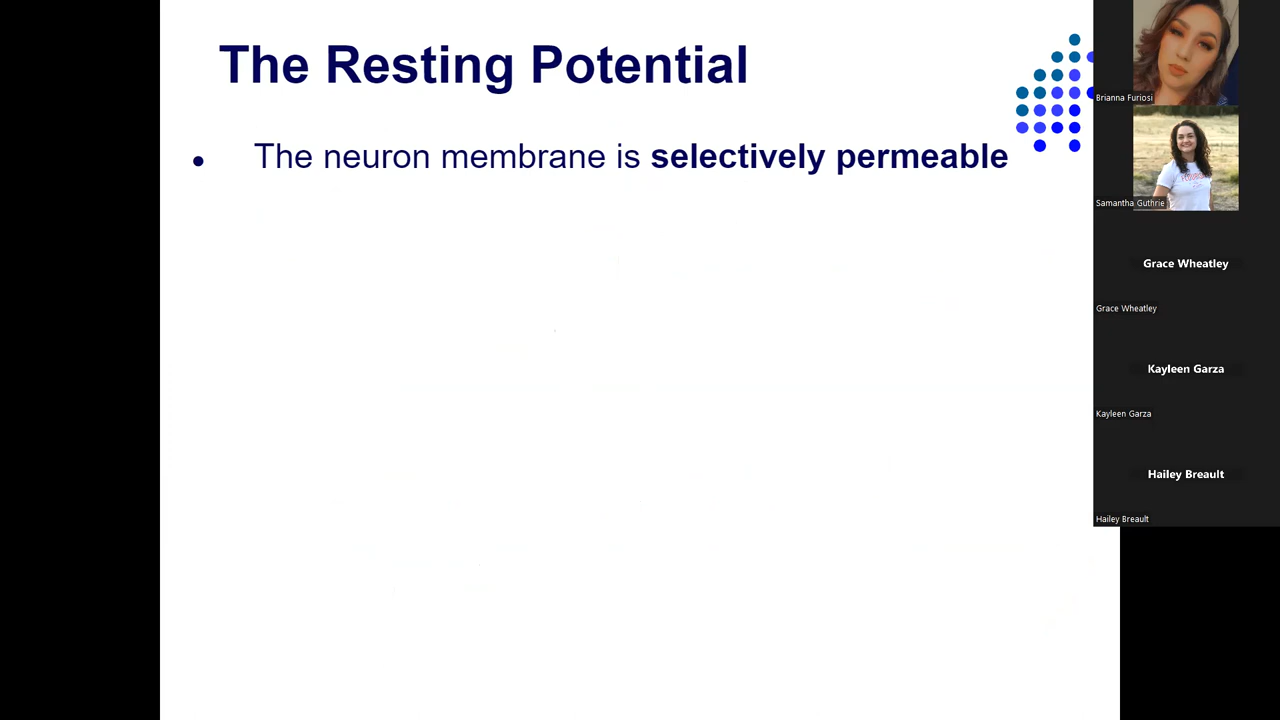 The Resting Potential
• The neuron membrane is selectively permeable
Brianna Furiosi
Samantha Guthrie
Grace Wheatley
Grace Wheatley
Kayleen Garza
Kayleen Garza
Hailey Breault
Hailey Breault